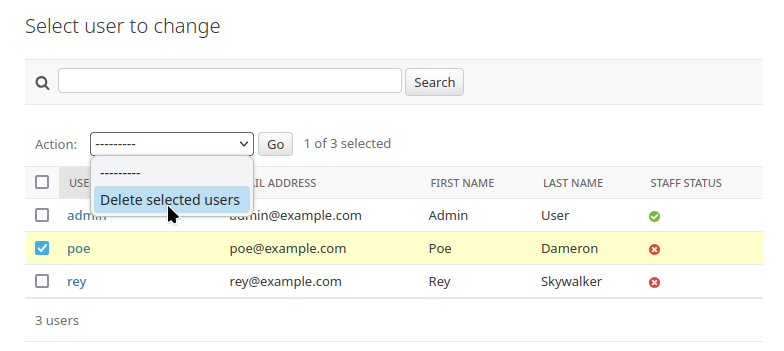 Select user to change
Search
Action: --------- Go 1 of 3 selected
---------
USE IL ADDRESS FIRST NAME LAST NAME STAFF STATUS
Delete selected users
admin admin@example.com Admin User
poe poe@example.com Poe Dameron
rey rey@example.com Rey Skywalker
3 users